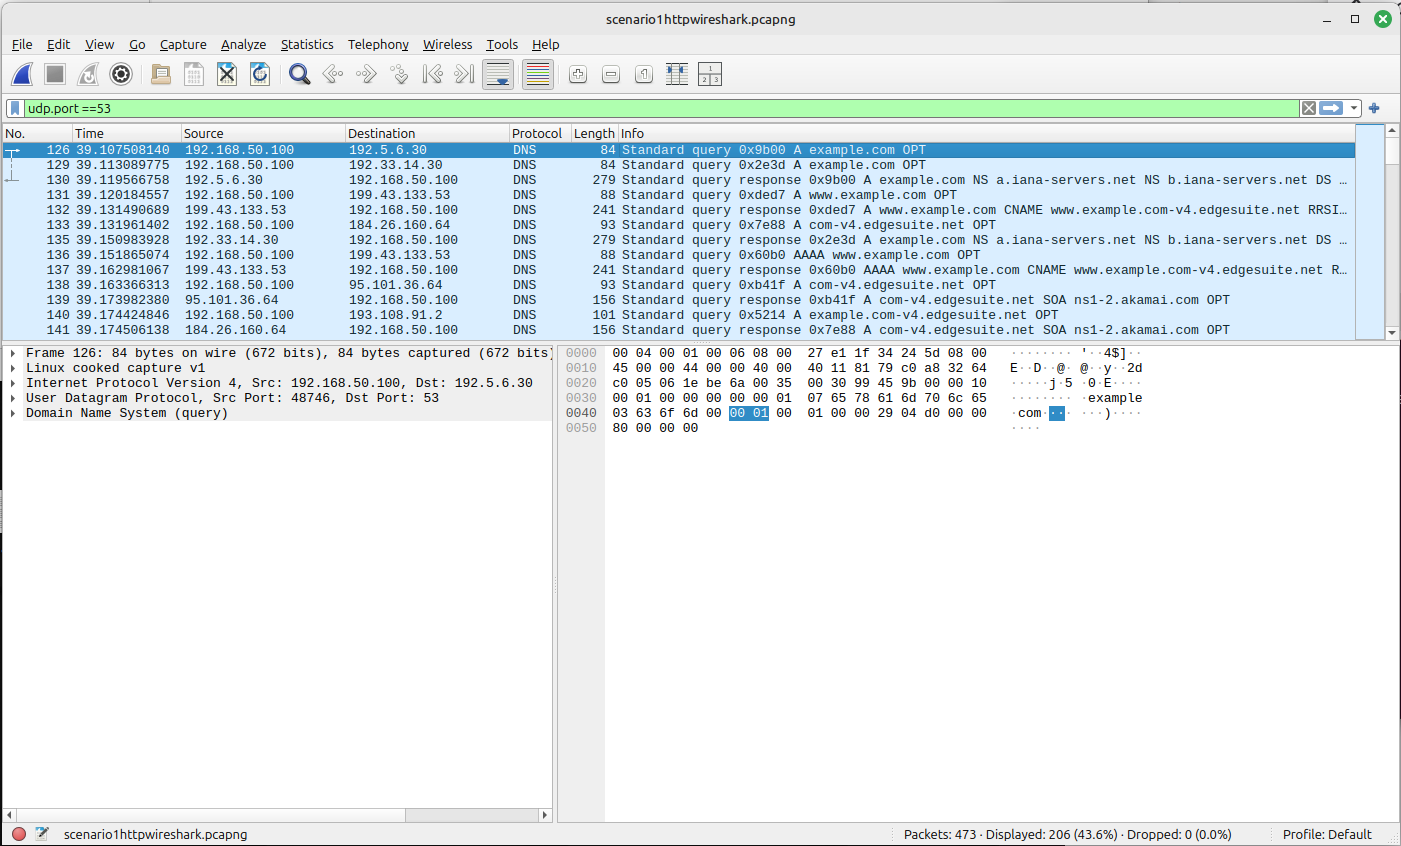 scenario1httpwireshark.pcapng
File Edit View Go Capture Analyze Statistics Telephony Wireless Tools Help
udp.port ==53
No. Time Source Destination Protocol Length Info
126 39.107508140 192.168.50.100 192.5.6.30 DNS 84 Standard query 0x9b00 A example.com OPT
129 39.113089775 192.168.50.100 192.33.14.30 DNS 84 Standard query 0x2e3d A example.com OPT
130 39.119566758 192.5.6.30 192.168.50.100 DNS 279 Standard query response 0x9b00 A example.com NS a.iana-servers.net NS b.iana-servers.net DS …
131 39.120184557 192.168.50.100 199.43.133.53 DNS 88 Standard query 0xded7 A www.example.com OPT
132 39.131490689 199.43.133.53 192.168.50.100 DNS 241 Standard query response 0xded7 A www.example.com CNAME www.example.com-v4.edgesuite.net RRSI…
133 39.131961402 192.168.50.100 184.26.160.64 DNS 93 Standard query 0x7e88 A com-v4.edgesuite.net OPT
135 39.150983928 192.33.14.30 192.168.50.100 DNS 279 Standard query response 0x2e3d A example.com NS a.iana-servers.net NS b.iana-servers.net DS …
136 39.151865074 192.168.50.100 199.43.133.53 DNS 88 Standard query 0x60b0 AAAA www.example.com OPT
137 39.162981067 199.43.133.53 192.168.50.100 DNS 241 Standard query response 0x60b0 AAAA www.example.com CNAME www.example.com-v4.edgesuite.net R…
138 39.163366313 192.168.50.100 95.101.36.64 DNS 93 Standard query 0xb41f A com-v4.edgesuite.net OPT
139 39.173982380 95.101.36.64 192.168.50.100 DNS 156 Standard query response 0xb41f A com-v4.edgesuite.net SOA ns1-2.akamai.com OPT
140 39.174424846 192.168.50.100 193.108.91.2 DNS 101 Standard query 0x5214 A example.com-v4.edgesuite.net OPT
141 39.174506138 184.26.160.64 192.168.50.100 DNS 156 Standard query response 0x7e88 A com-v4.edgesuite.net SOA ns1-2.akamai.com OPT
Frame 126: 84 bytes on wire (672 bits), 84 bytes captured (672 bits)
Linux cooked capture v1
Internet Protocol Version 4, Src: 192.168.50.100, Dst: 192.5.6.30
User Datagram Protocol, Src Port: 48746, Dst Port: 53
Domain Name System (query)
0000 00 04 00 01 00 06 08 00 27 e1 1f 34 24 5d 08 00 ········ '··4$]··
0010 45 00 00 44 00 00 40 00 40 11 81 79 c0 a8 32 64 E··D··@· @··y··2d
0020 c0 05 06 1e be 6a 00 35 00 30 99 45 9b 00 00 10 ·····j·5 ·0·E····
0030 00 01 00 00 00 00 00 01 07 65 78 61 6d 70 6c 65 ········ ·example
0040 03 63 6f 6d 00 00 01 00 01 00 00 29 04 d0 00 00 ·com···· ···)····
0050 80 00 00 00 ····
scenario1httpwireshark.pcapng Packets: 473 · Displayed: 206 (43.6%) · Dropped: 0 (0.0%) Profile: Default